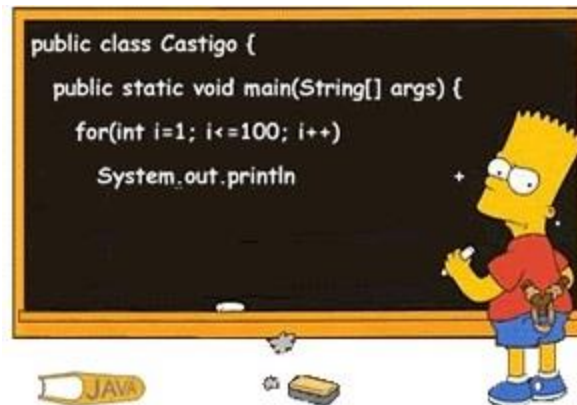 public class Castigo {
public static void main(String[] args) {
for(int i=1; i<=100; i++)
System.out.println +
JAVA